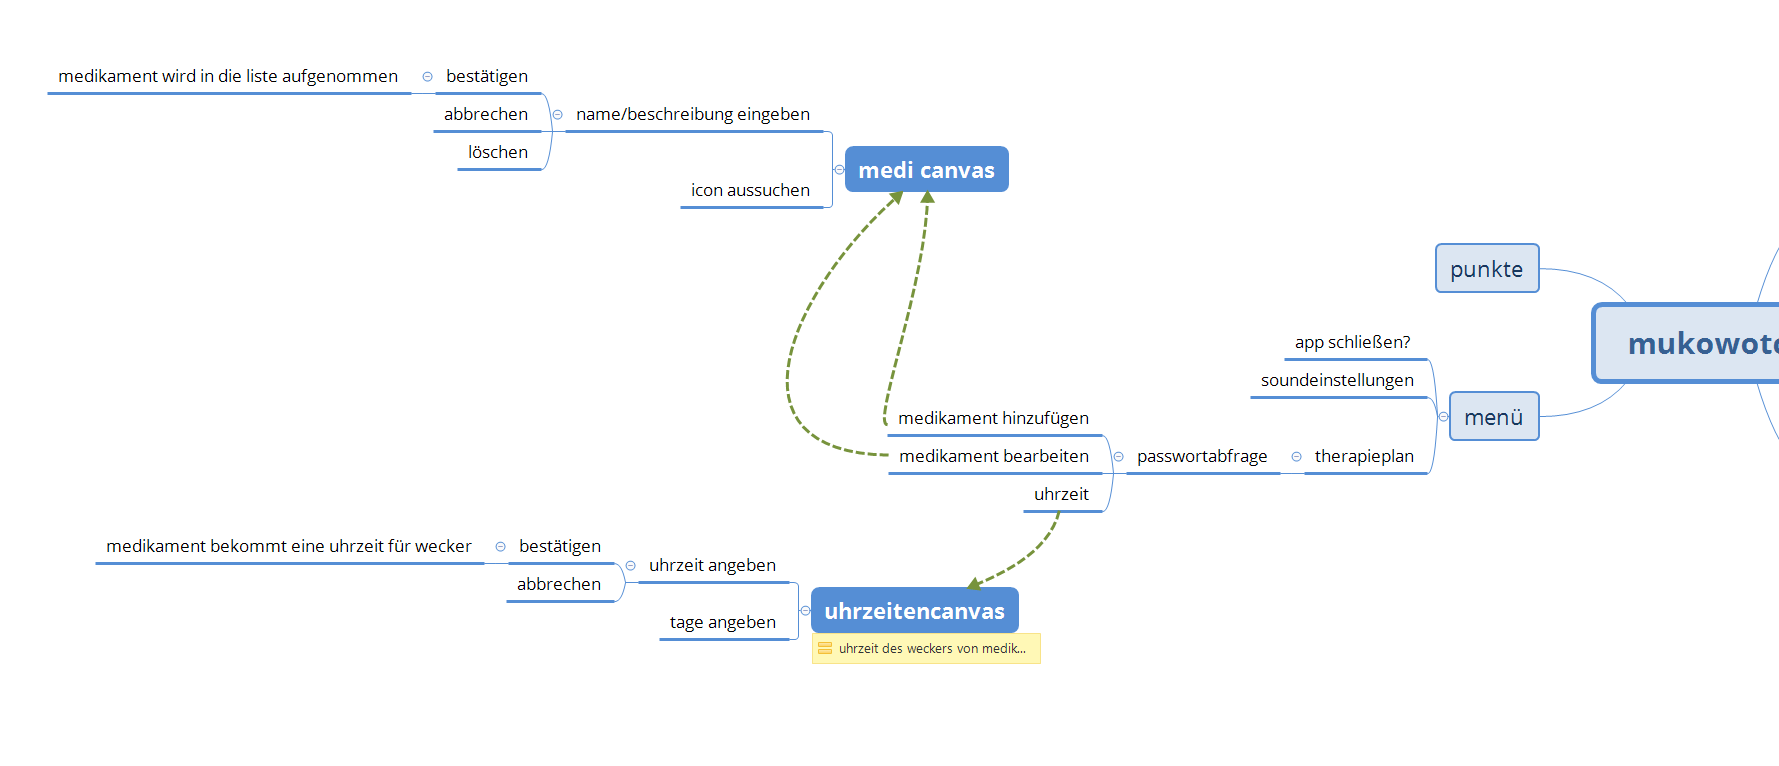 medikament wird in die liste aufgenommen
bestätigen
abbrechen
name/beschreibung eingeben
löschen
medi canvas
icon aussuchen
punkte
app schließen?
mukowot
soundeinstellungen
menü
medikament hinzufügen
medikament bearbeiten
passwortabfrage
therapieplan
uhrzeit
medikament bekommt eine uhrzeit für wecker
bestätigen
uhrzeit angeben
abbrechen
uhrzeitencanvas
tage angeben
uhrzeit des weckers von medik...